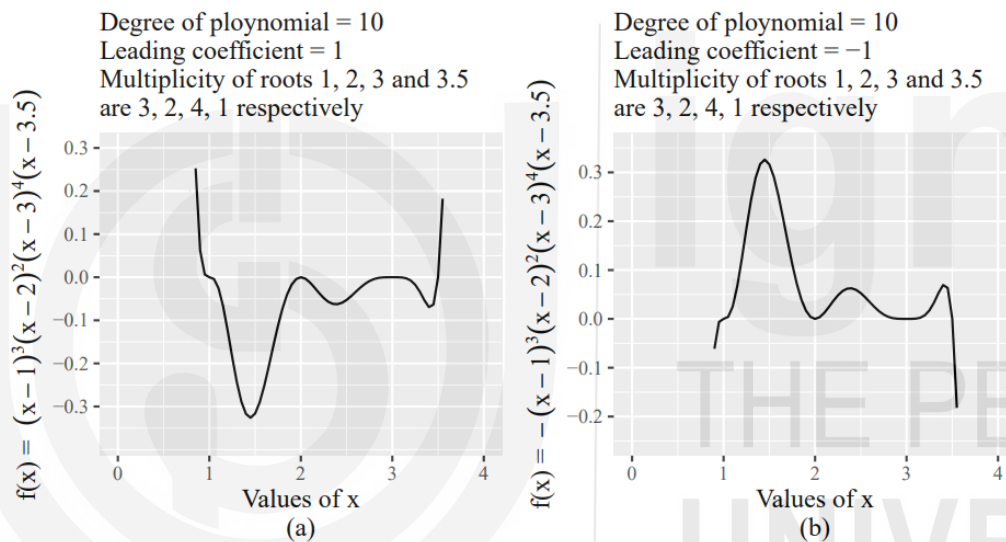 Degree of ploynomial = 10
Leading coefficient = 1
Multiplicity of roots 1, 2, 3 and 3.5
are 3, 2, 4, 1 respectively
f(x) = (x − 1)³(x − 2)²(x − 3)⁴(x − 3.5)
0.3
0.2
0.1
0.0
−0.1
−0.2
−0.3
0 1 2 3 4
Values of x
(a)
Degree of ploynomial = 10
Leading coefficient = −1
Multiplicity of roots 1, 2, 3 and 3.5
are 3, 2, 4, 1 respectively
f(x) = − (x − 1)³(x − 2)²(x − 3)⁴(x − 3.5)
0.3
0.2
0.1
0.0
−0.1
−0.2
0 1 2 3 4
Values of x
(b)
THE PE
UNIVE